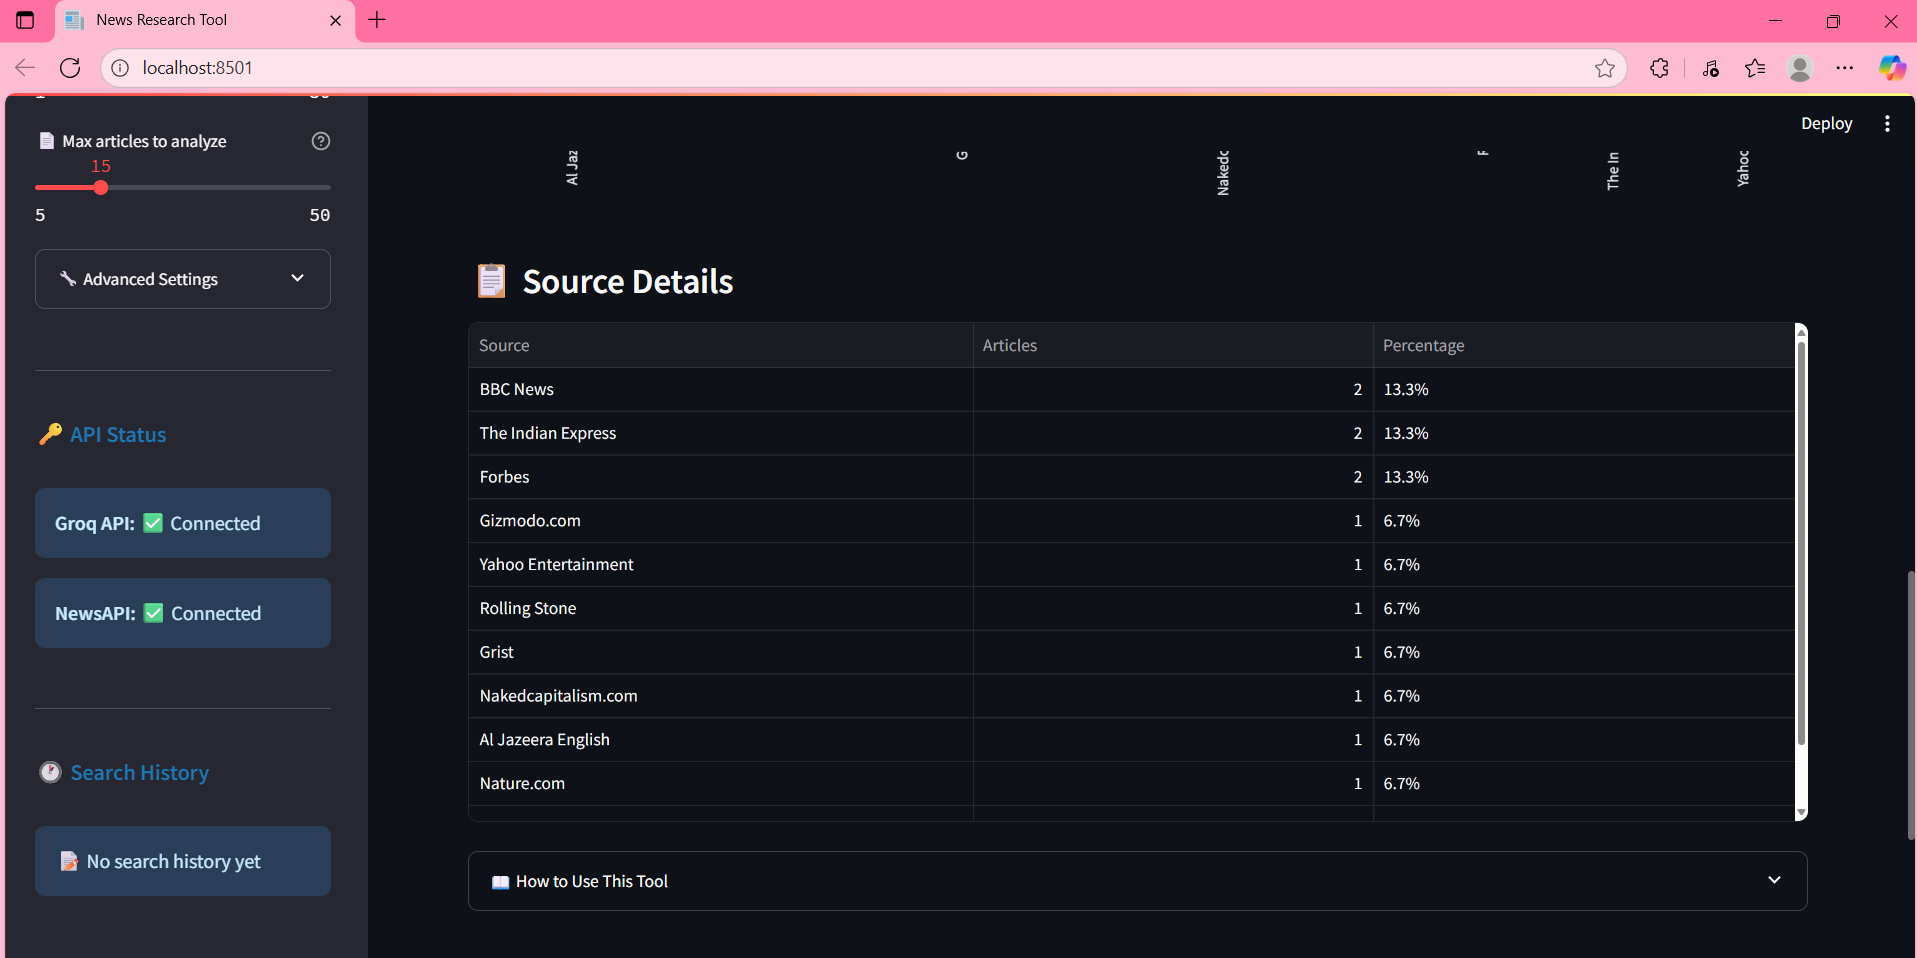 News Research Tool
localhost:8501
Deploy
Max articles to analyze
15
5 50
Advanced Settings
API Status
Groq API: ✅ Connected
NewsAPI: ✅ Connected
Search History
No search history yet
Al Jaz
G
Nakedc
The In
Yahoo
Source Details
Source Articles Percentage
BBC News 2 13.3%
The Indian Express 2 13.3%
Forbes 2 13.3%
Gizmodo.com 1 6.7%
Yahoo Entertainment 1 6.7%
Rolling Stone 1 6.7%
Grist 1 6.7%
Nakedcapitalism.com 1 6.7%
Al Jazeera English 1 6.7%
Nature.com 1 6.7%
How to Use This Tool